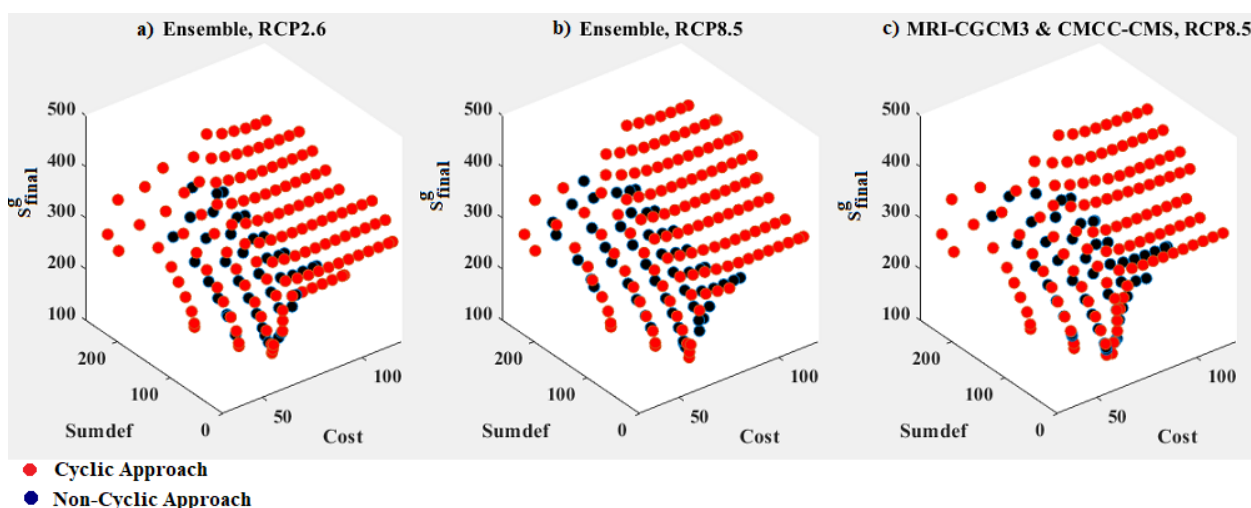 a) Ensemble, RCP2.6
500
400
300
200
100
S^g_final
200
100
0
Sumdef
50
100
Cost
b) Ensemble, RCP8.5
500
400
300
200
100
S^g_final
200
100
0
Sumdef
50
100
Cost
c) MRI-CGCM3 & CMCC-CMS, RCP8.5
500
400
300
200
100
S^g_final
200
100
0
Sumdef
50
100
Cost
Cyclic Approach
Non-Cyclic Approach